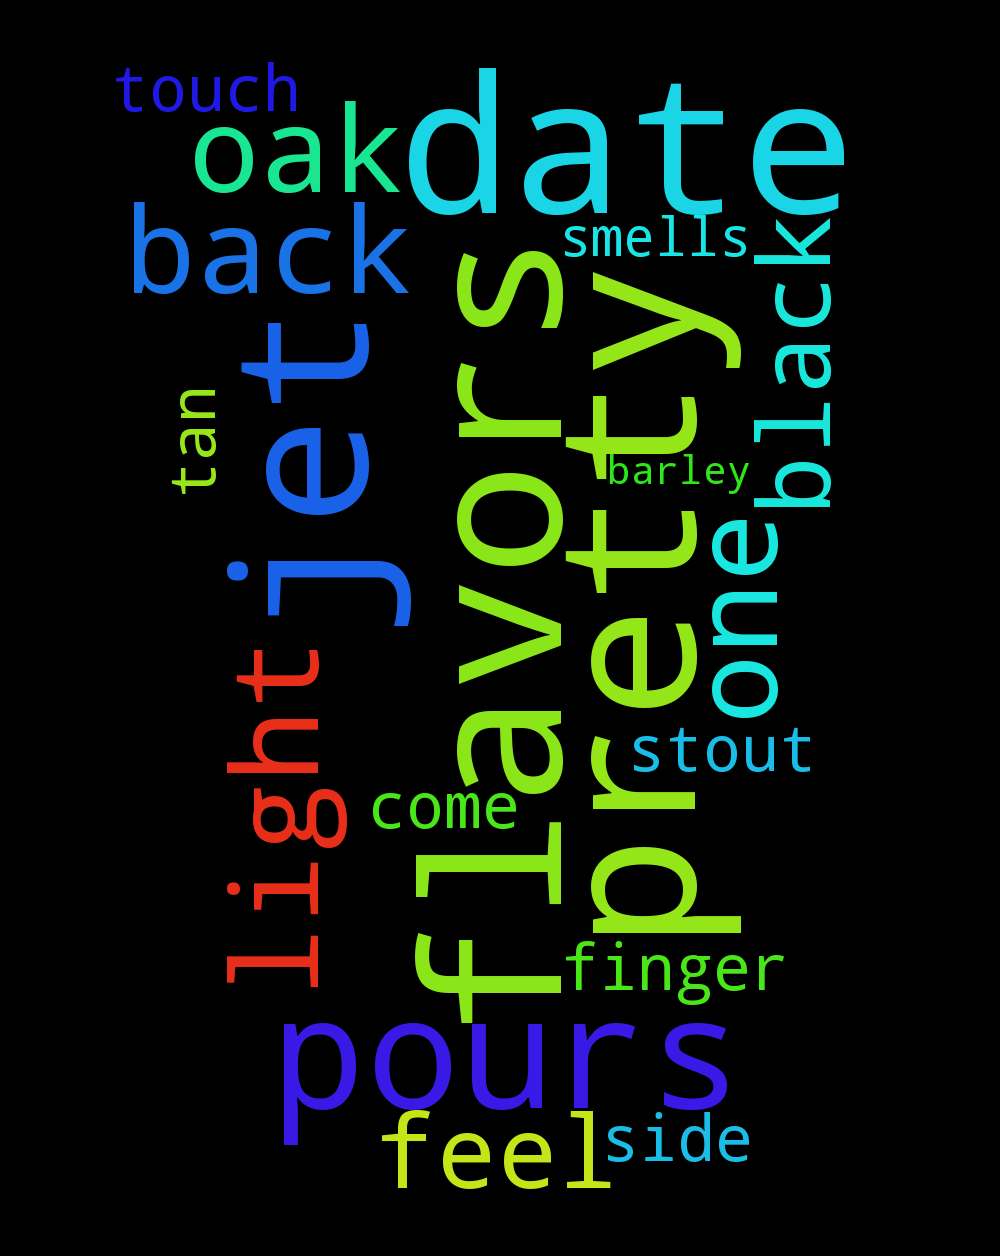 touch
oak
date
back
smells
black
jet
tan
flavors
pretty
barley
one
light
stout
come
finger
pours
feel
side